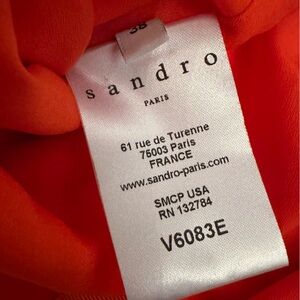 38
sandro
PARIS
61 rue de Turenne
75003 Paris
FRANCE
www.sandro-paris.com
SMCP USA
RN 132784
V6083E